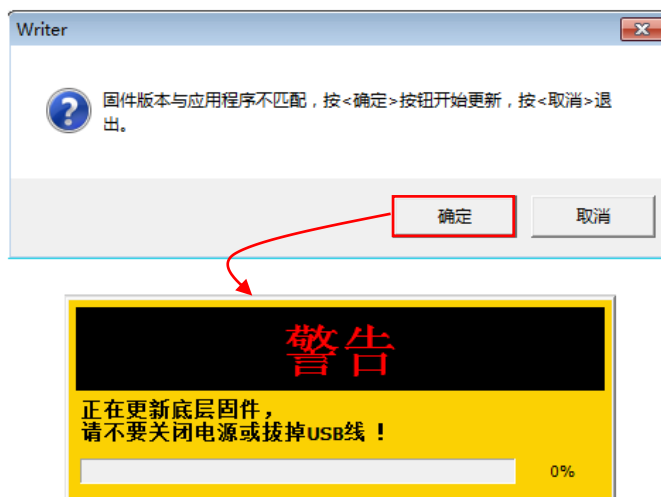 Writer
固件版本与应用程序不匹配，按<确定>按钮开始更新，按<取消>退
出。
确定
取消
警告
正在更新底层固件，
请不要关闭电源或拔掉USB线！
0%